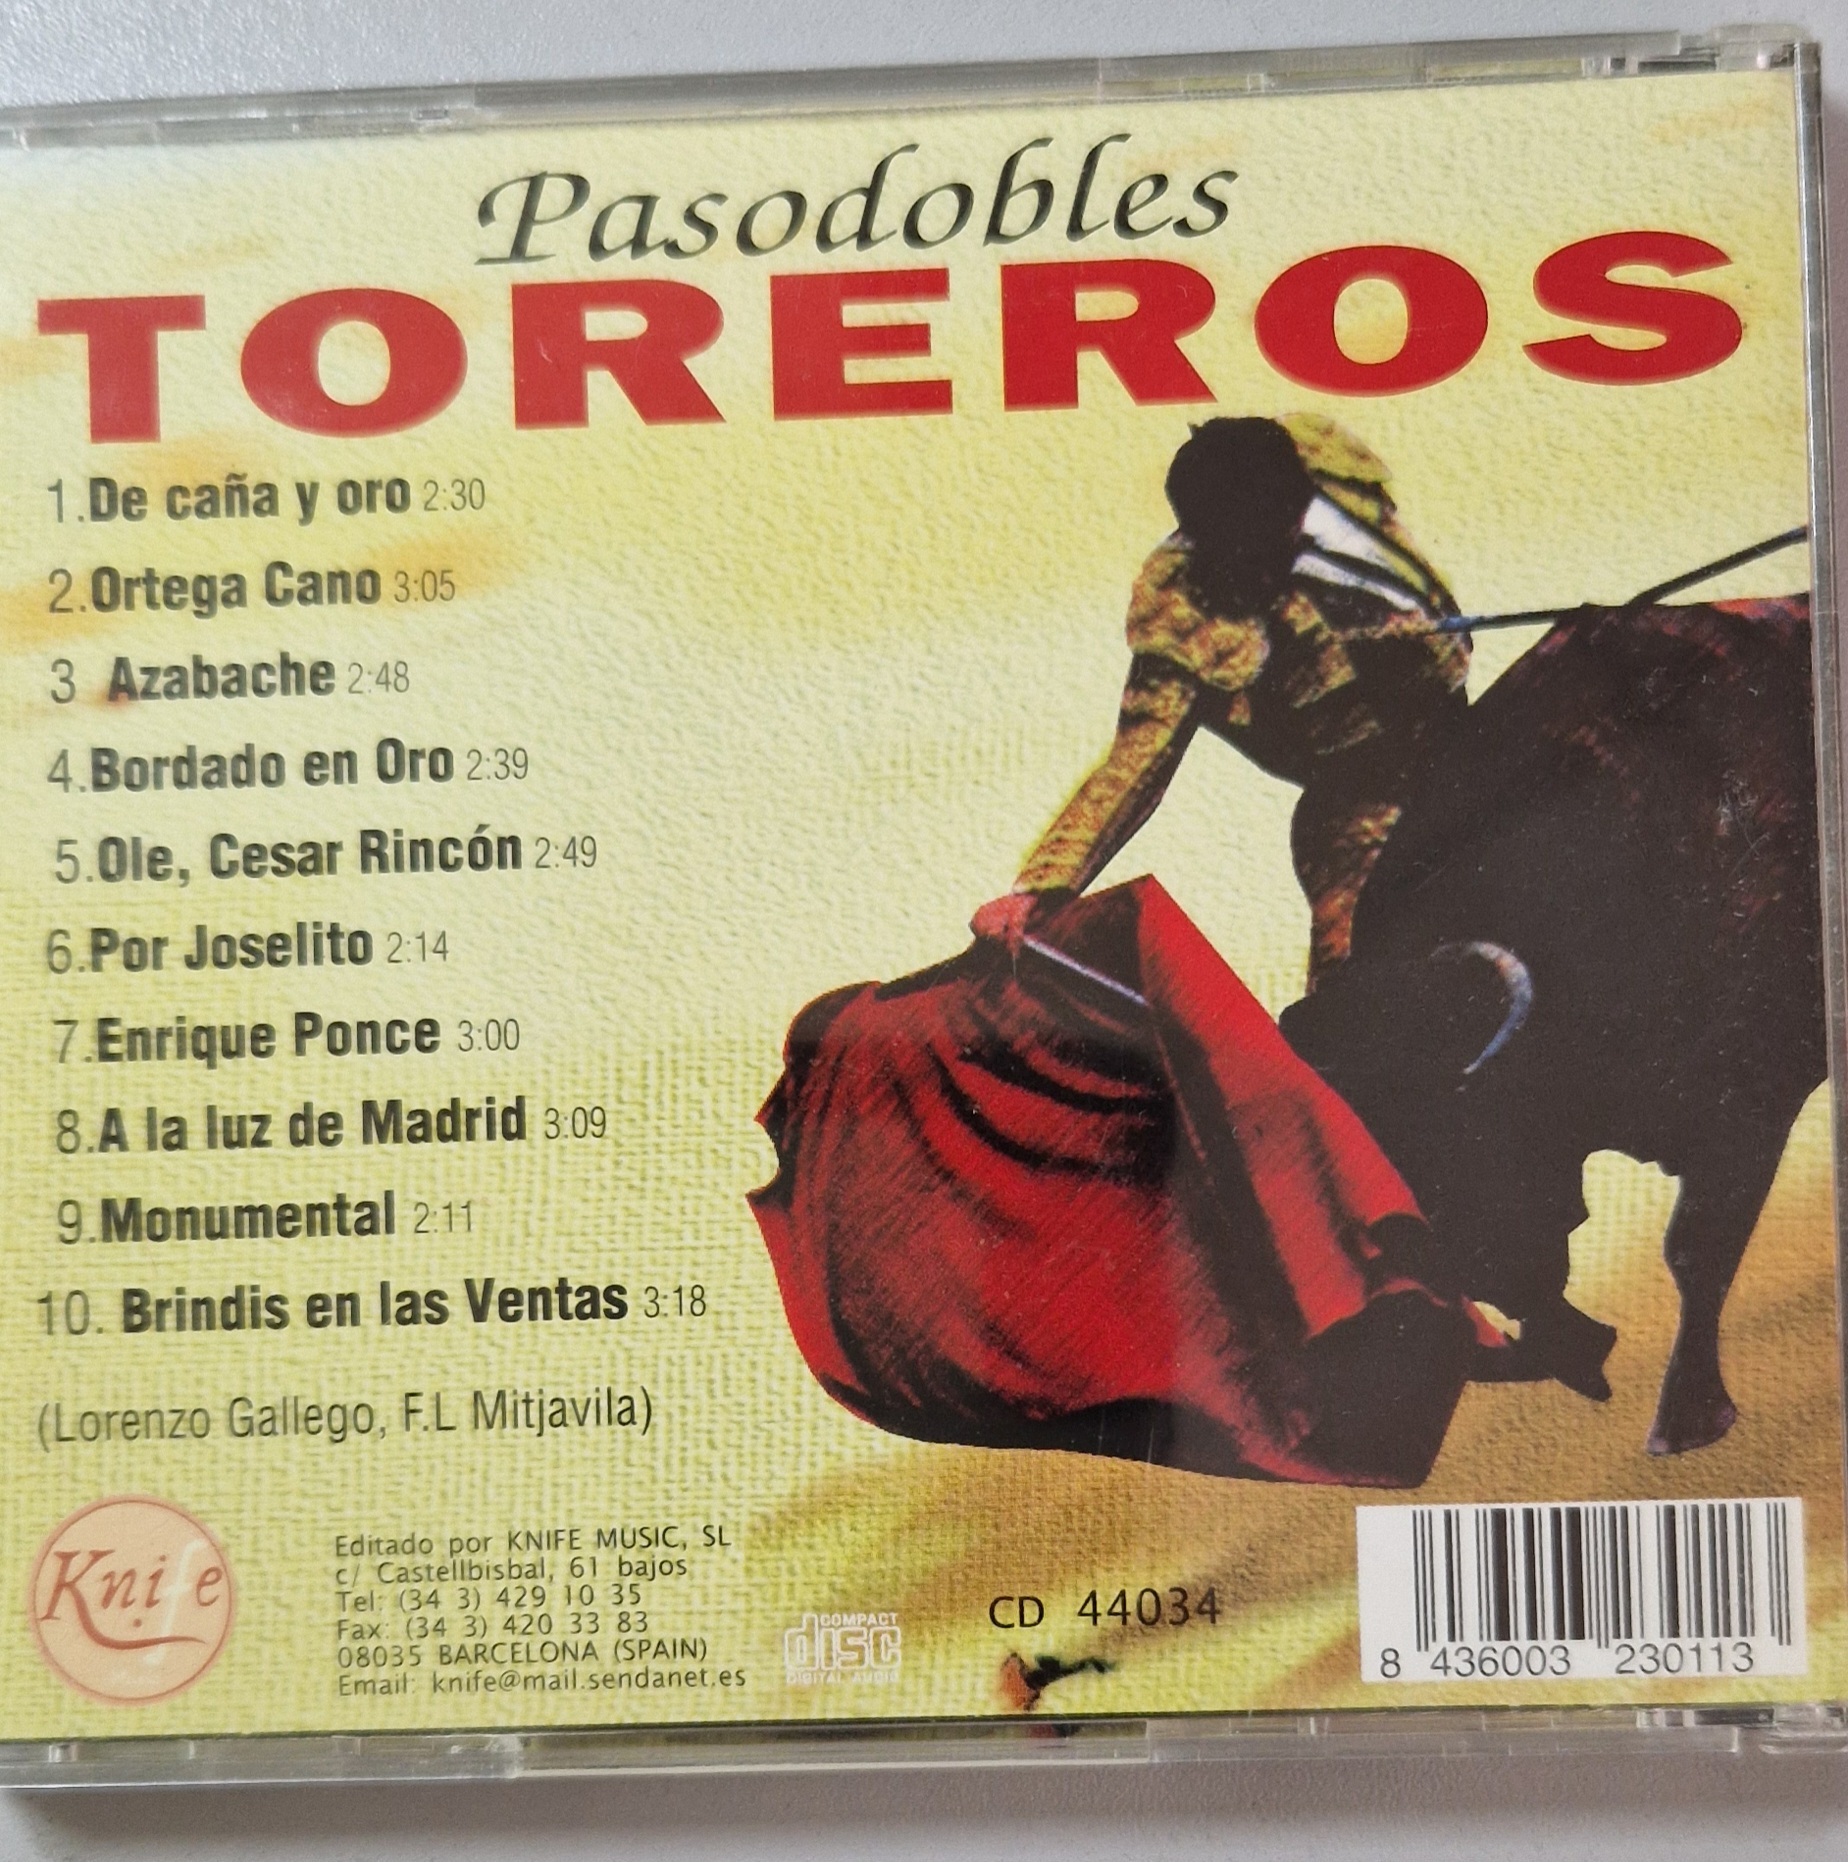 Pasodobles
TOREROS
1.De caña y oro 2:30
2.Ortega Cano 3:05
3 Azabache 2:48
4.Bordado en Oro 2:39
5.Ole, Cesar Rincón 2:49
6.Por Joselito 2:14
7.Enrique Ponce 3:00
8.A la luz de Madrid 3:09
9.Monumental 2:11
10. Brindis en las Ventas 3:18
(Lorenzo Gallego, F.L Mitjavila)
Knife
Editado por KNIFE MUSIC, SL
c/ Castellbisbal, 61 bajos
Tel: (34 3) 429 10 35
Fax: (34 3) 420 33 83
08035 BARCELONA (SPAIN)
Email: knife@mail.sendanet.es
COMPACT
disc
DIGITAL AUDIO
CD 44034
8 436003 230113